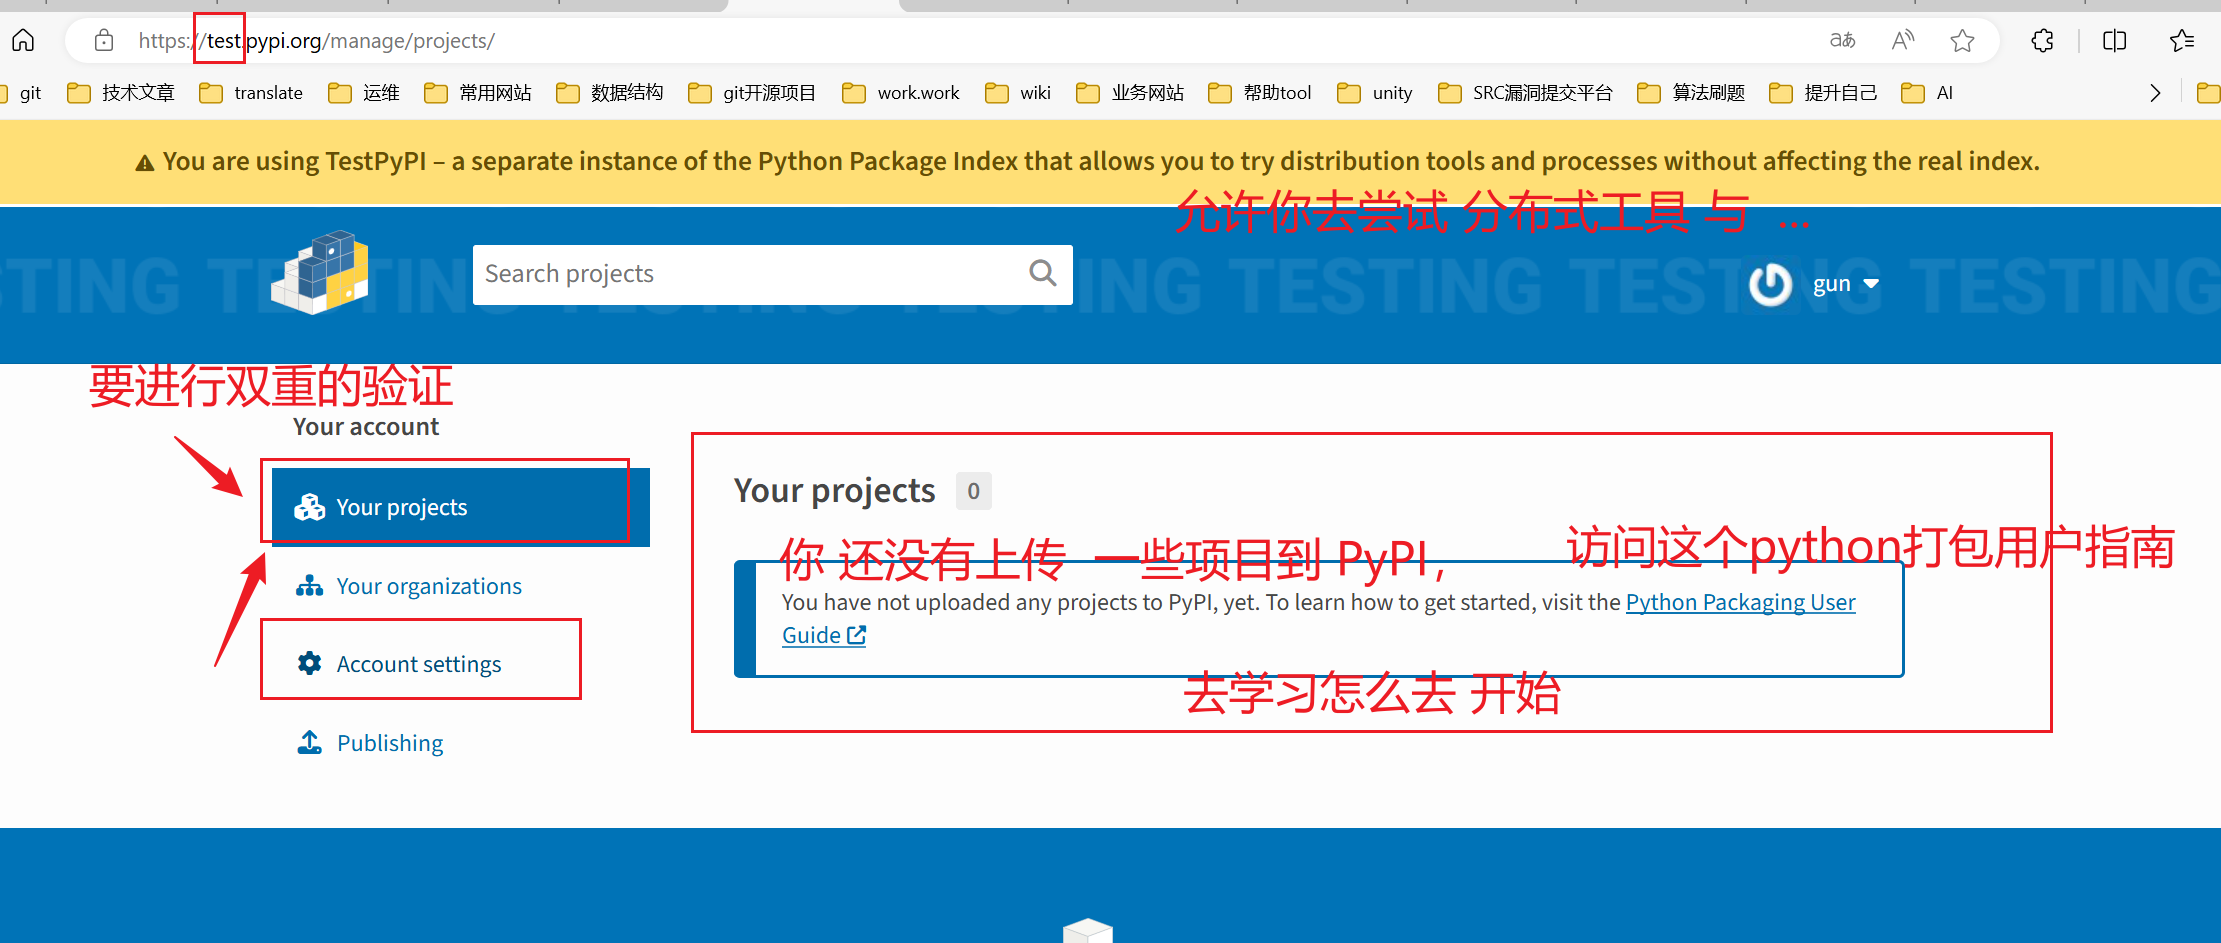 https://test.pypi.org/manage/projects/
git 技术文章 translate 运维 常用网站 数据结构 git开源项目 work.work wiki 业务网站 帮助tool unity SRC漏洞提交平台 算法刷题 提升自己 AI
You are using TestPyPI – a separate instance of the Python Package Index that allows you to try distribution tools and processes without affecting the real index.
允许你去尝试 分布式工具 与 ...
Search projects
TING TESTING TESTING TESTING TESTING TESTING TESTING
gun
要进行双重的验证
Your account
Your projects
Your organizations
Account settings
Publishing
Your projects 0
你 还没有上传 一些项目到 PyPI，
访问这个python打包用户指南
You have not uploaded any projects to PyPI, yet. To learn how to get started, visit the Python Packaging User
Guide
去学习怎么去 开始